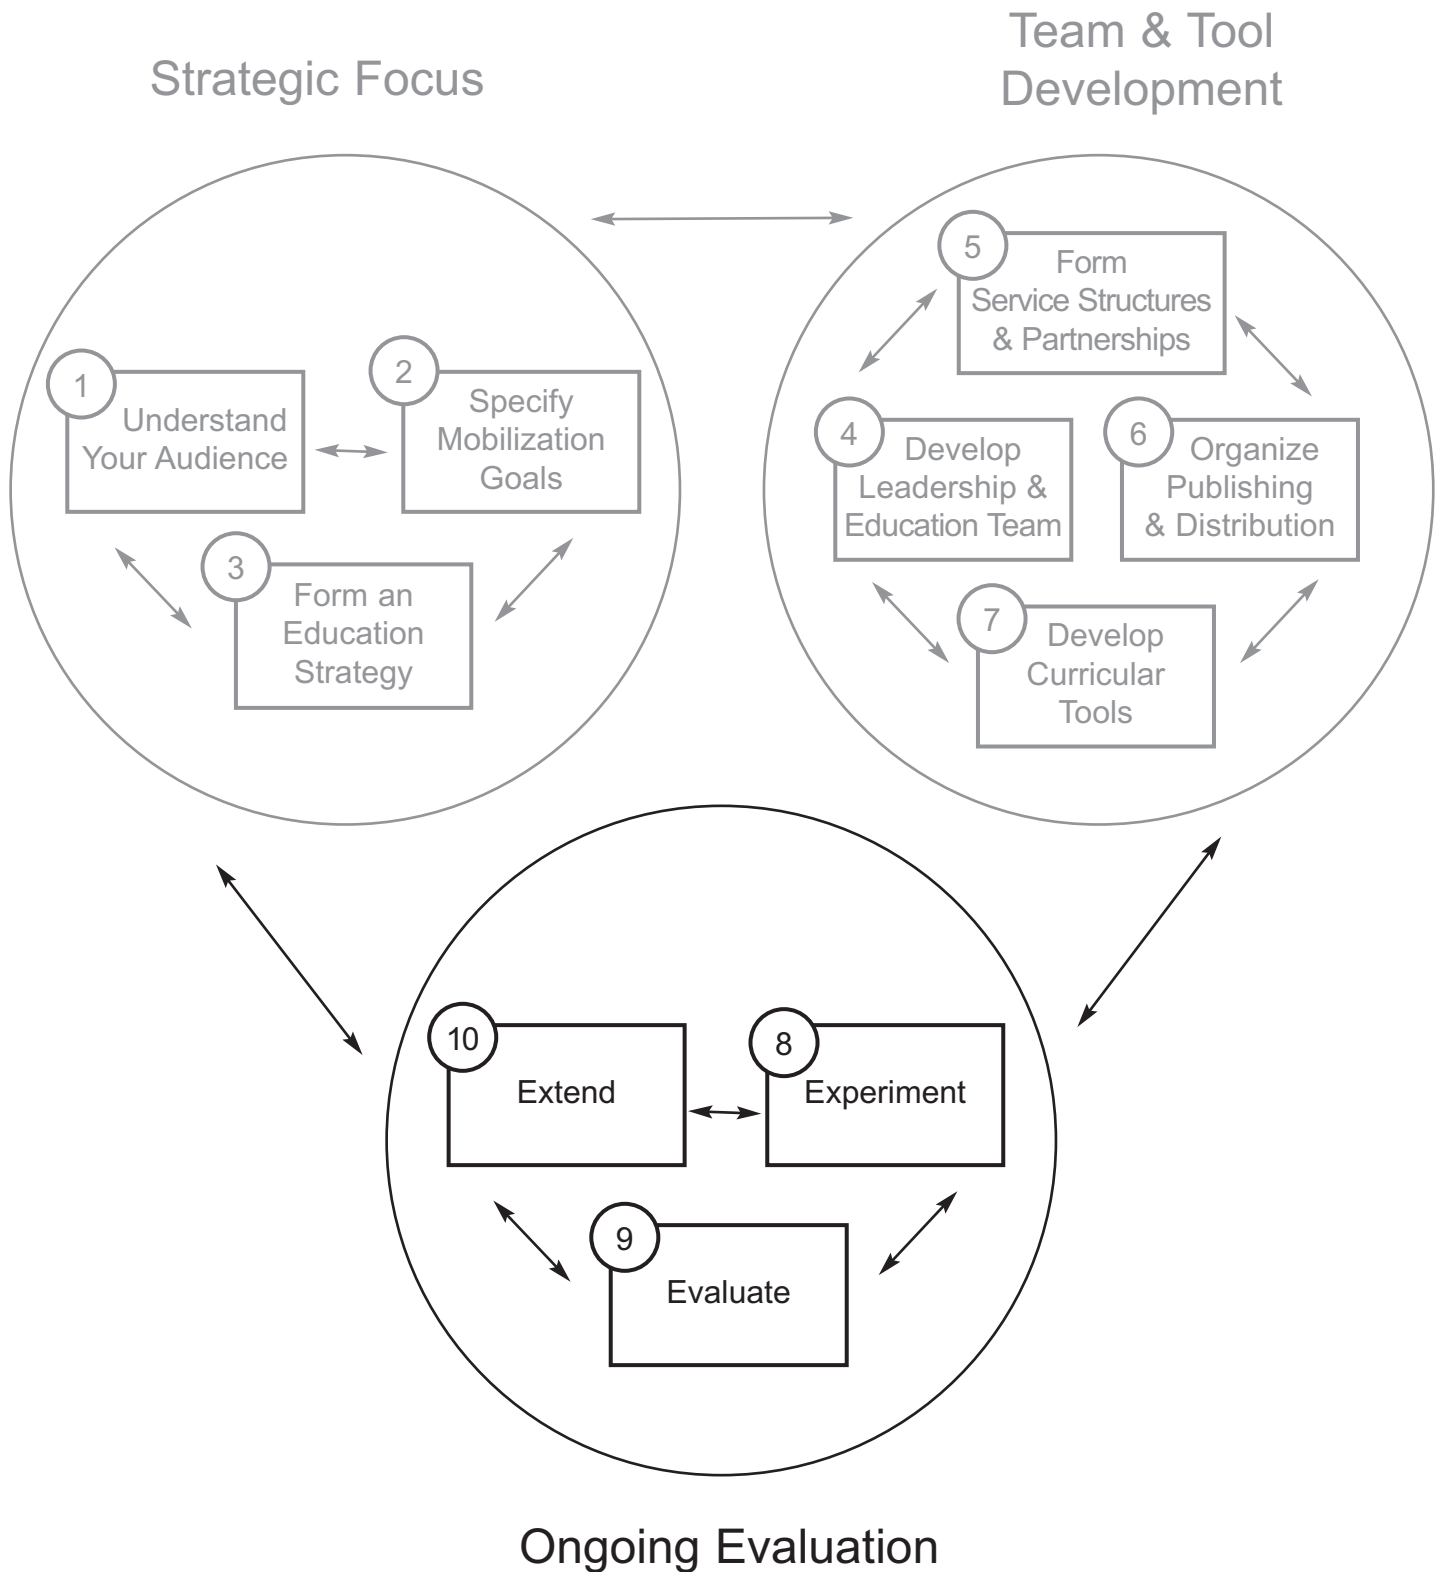 Strategic Focus
Team & Tool
Development
1
Understand
Your Audience
2
Specify
Mobilization
Goals
3
Form an
Education
Strategy
4
Develop
Leadership &
Education Team
5
Form
Service Structures
& Partnerships
6
Organize
Publishing
& Distribution
7
Develop
Curricular
Tools
10
Extend
8
Experiment
9
Evaluate
Ongoing Evaluation